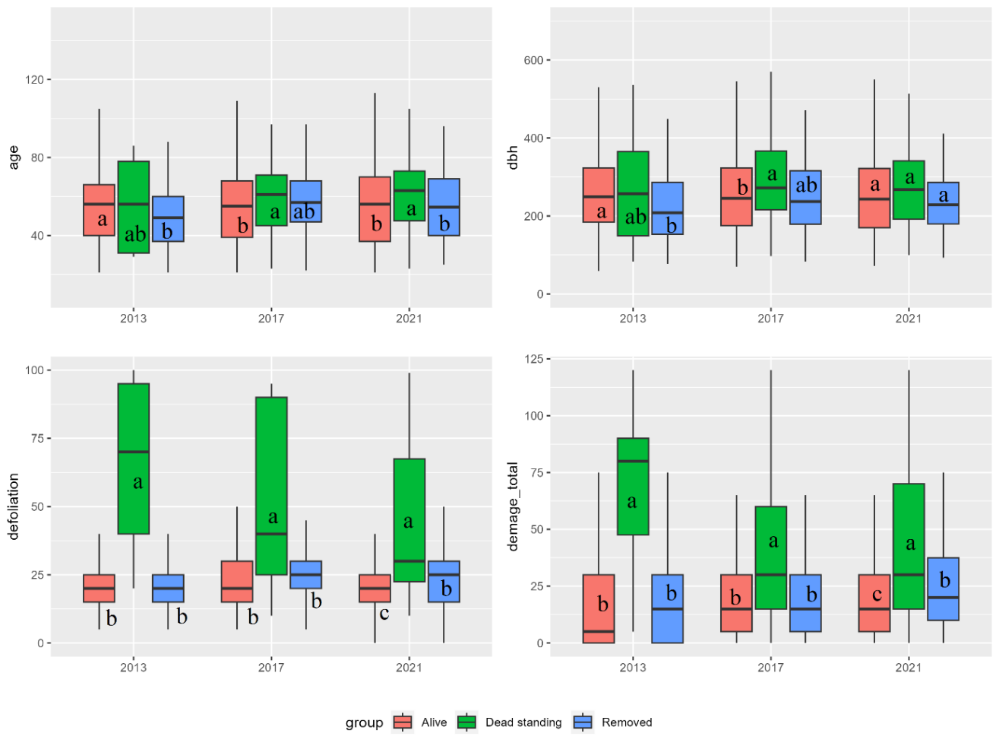 age
120
80
40
a
ab
b
b
a
ab
b
a
b
2013
2017
2021
dbh
600
400
200
0
a
ab
b
b
a
ab
a
a
a
2013
2017
2021
defoliation
100
75
50
25
0
b
a
b
b
a
b
c
a
b
2013
2017
2021
demage_total
125
100
75
50
25
0
b
a
b
b
a
b
c
a
b
2013
2017
2021
group Alive Dead standing Removed